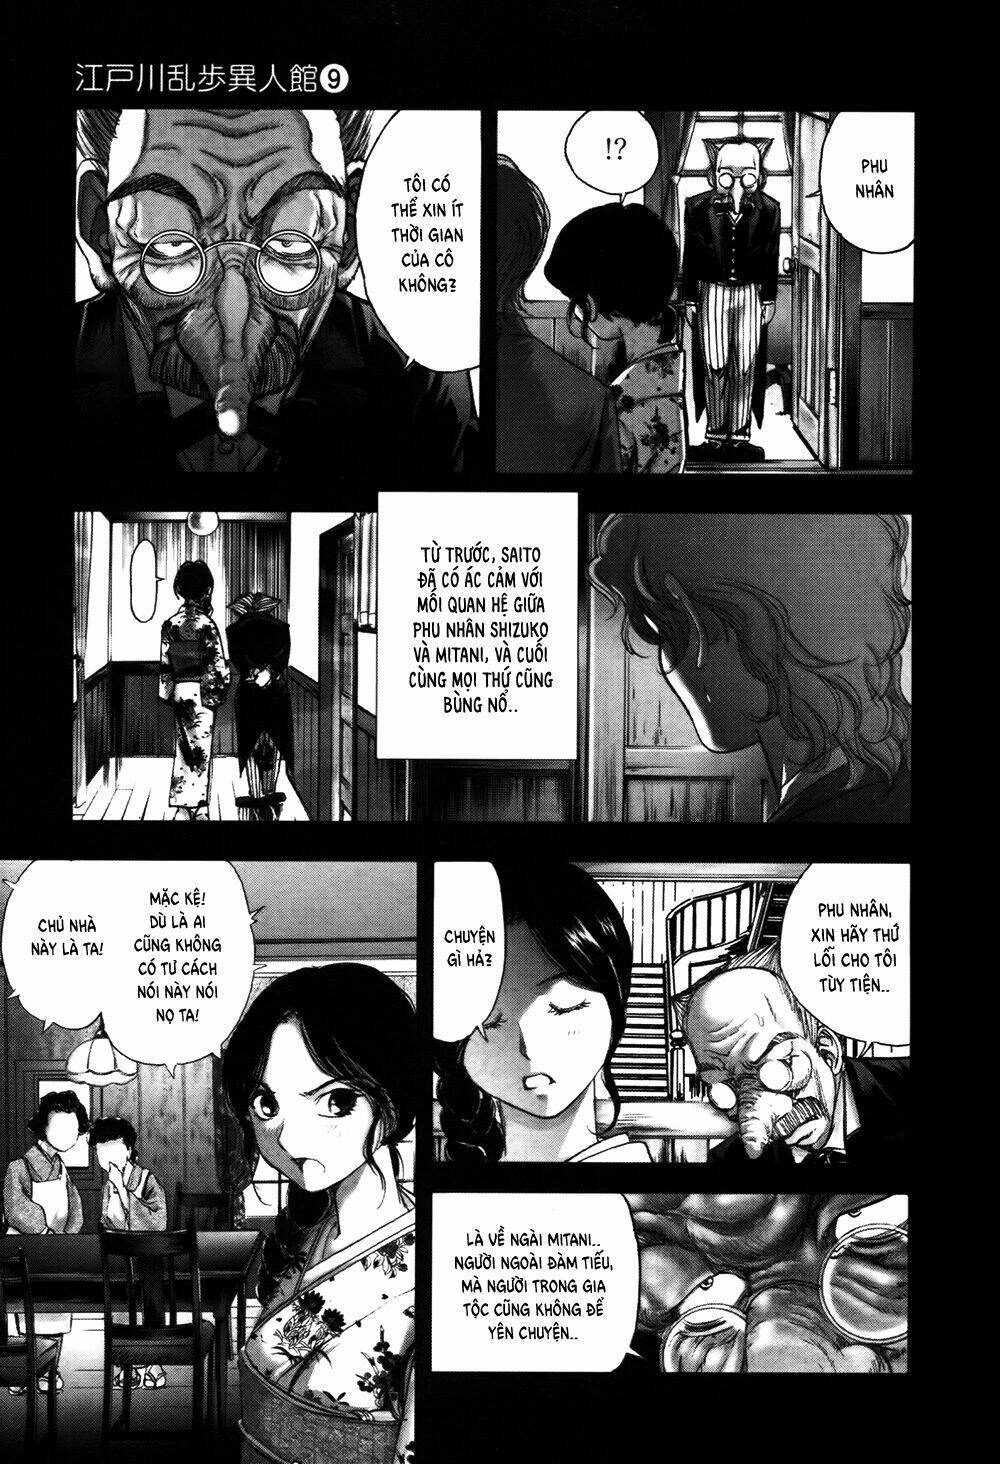 江戸川乱歩異人館❾
PHU
NHÂN
!?
TÔI CÓ
THỂ XIN ÍT
THỜI GIAN
CỦA CÔ
KHÔNG?
TỪ TRƯỚC, SAITO
ĐÃ CÓ ÁC CẢM VỚI
MỐI QUAN HỆ GIỮA
PHU NHÂN SHIZUKO
VÀ MITANI, VÀ CUỐI
CÙNG MỌI THỨ CŨNG
BÙNG NỔ..
...
PHU NHÂN,
XIN HÃY THỨ
LỖI CHO TÔI
TÙY TIỆN..
CHUYỆN
GÌ HẢ?
LÀ VỀ NGÀI MITANI..
NGƯỜI NGOÀI ĐÀM TIẾU,
MÀ NGƯỜI TRONG GIA
TỘC CŨNG KHÔNG ĐỂ
YÊN CHUYỆN..
MẶC KỆ!
DÙ LÀ AI
CŨNG KHÔNG
CÓ TƯ CÁCH
NÓI NÀY NÓI
NỌ TA!
CHỦ NHÀ
NÀY LÀ TA!